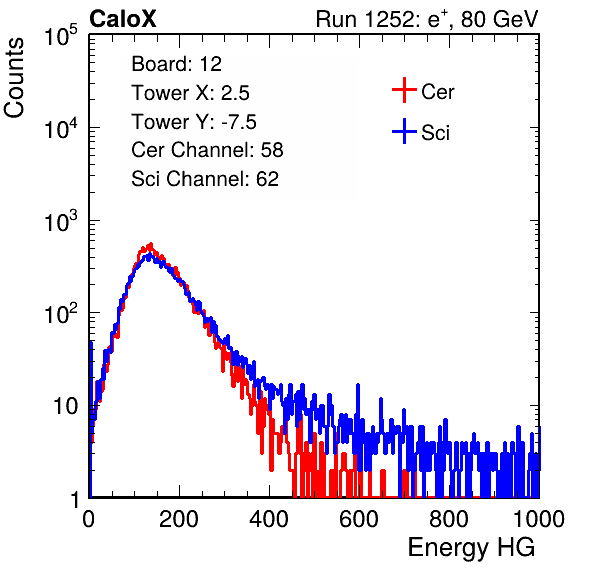 CaloX Run 1252: e⁺, 80 GeV
Counts
10⁵
10⁴
10³
10²
10
1
Board: 12
Tower X: 2.5
Tower Y: -7.5
Cer Channel: 58
Sci Channel: 62
Cer
Sci
0 200 400 600 800 1000
Energy HG